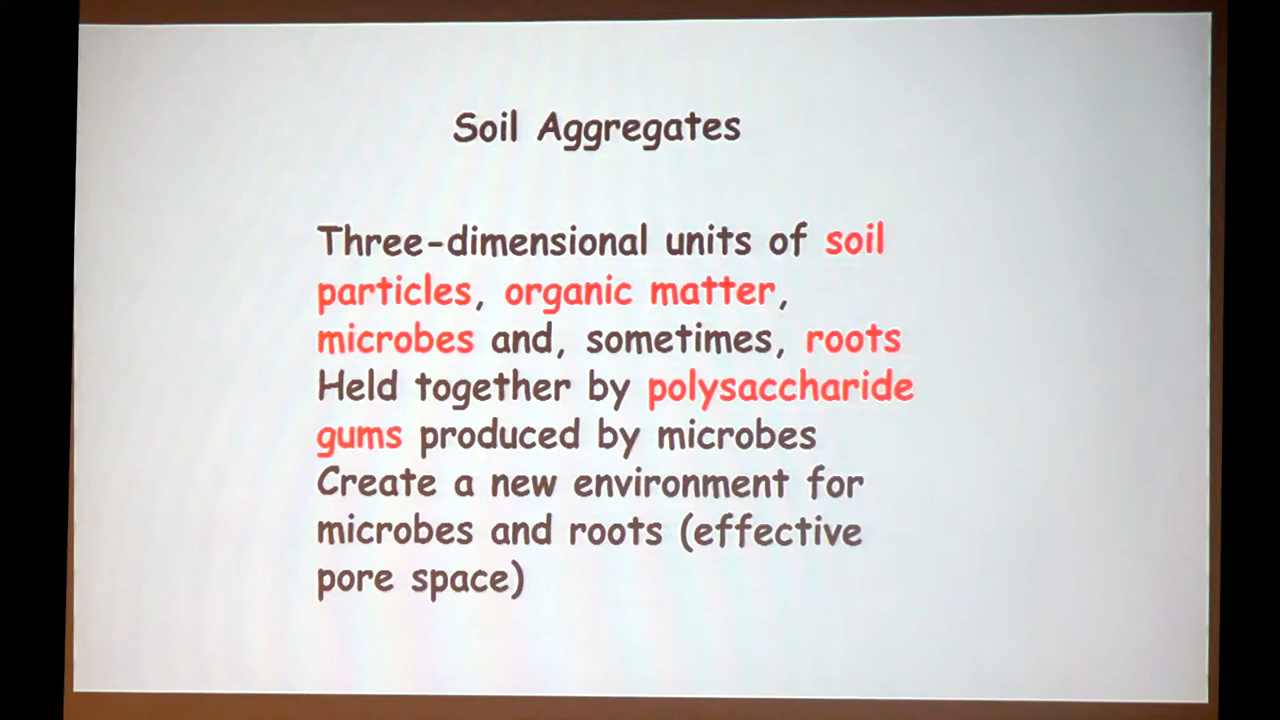 Soil Aggregates
Three-dimensional units of soil
particles, organic matter,
microbes and, sometimes, roots
Held together by polysaccharide
gums produced by microbes
Create a new environment for
microbes and roots (effective
pore space)